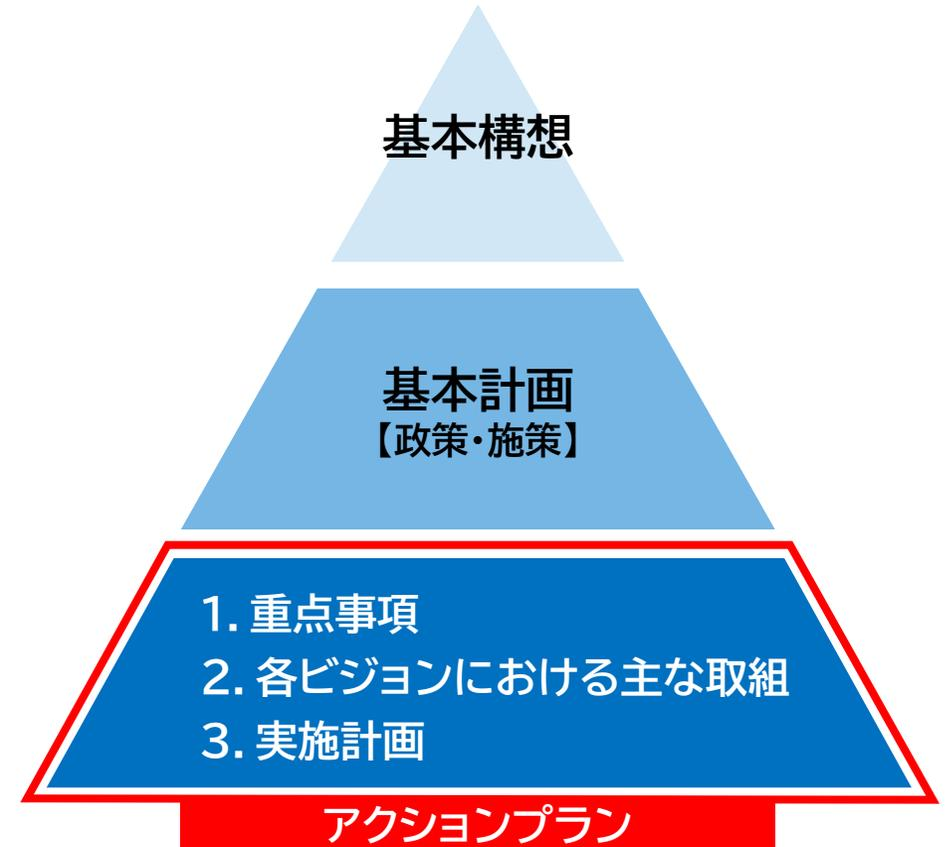 基本構想
基本計画
【政策・施策】
1. 重点事項
2. 各ビジョンにおける主な取組
3. 実施計画
アクションプラン